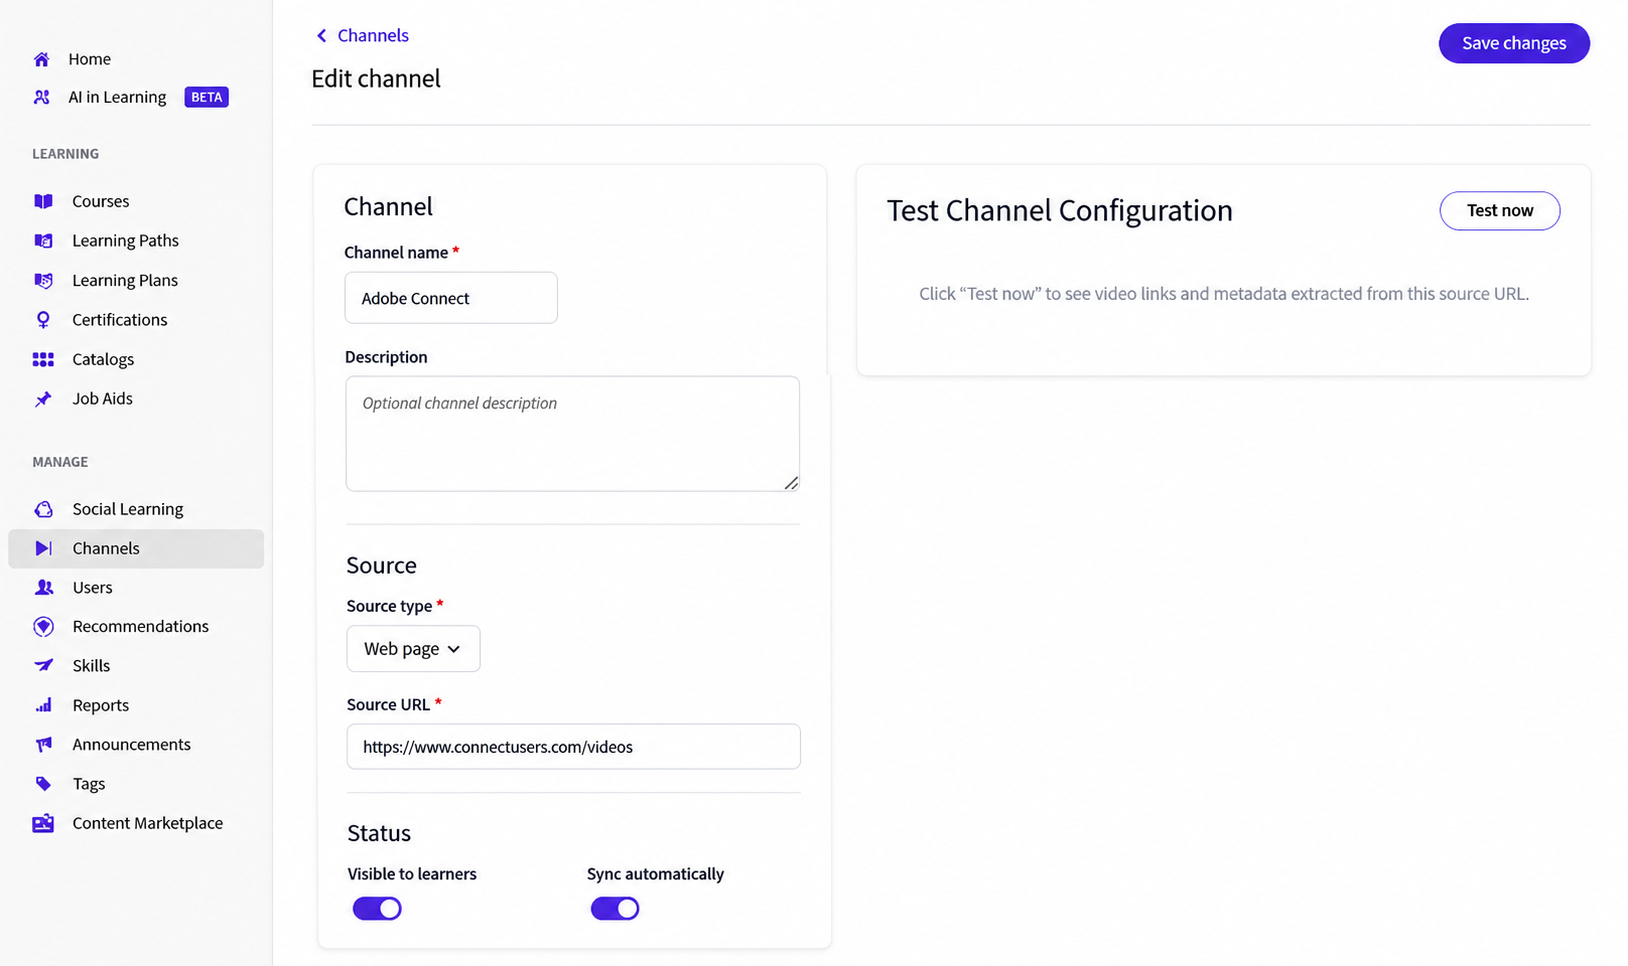 Home
AI in Learning BETA
LEARNING
Courses
Learning Paths
Learning Plans
Certifications
Catalogs
Job Aids
MANAGE
Social Learning
Channels
Users
Recommendations
Skills
Reports
Announcements
Tags
Content Marketplace
Channels
Edit channel
Save changes
Channel
Channel name *
Adobe Connect
Description
Optional channel description
Source
Source type *
Web page
Source URL *
https://www.connectusers.com/videos
Status
Visible to learners
Sync automatically
Test Channel Configuration
Test now
Click “Test now” to see video links and metadata extracted from this source URL.